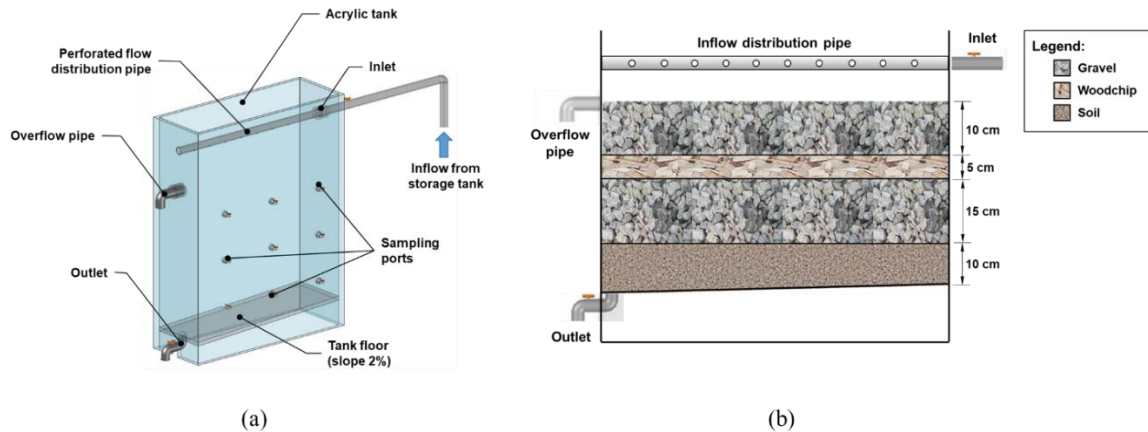 Acrylic tank
Perforated flow
distribution pipe
Inlet
Overflow pipe
Inflow from
storage tank
Sampling
ports
Outlet
Tank floor
(slope 2%)
(a)
Inflow distribution pipe
Inlet
Legend:
Gravel
Woodchip
Soil
Overflow
pipe
10 cm
5 cm
15 cm
10 cm
Outlet
(b)